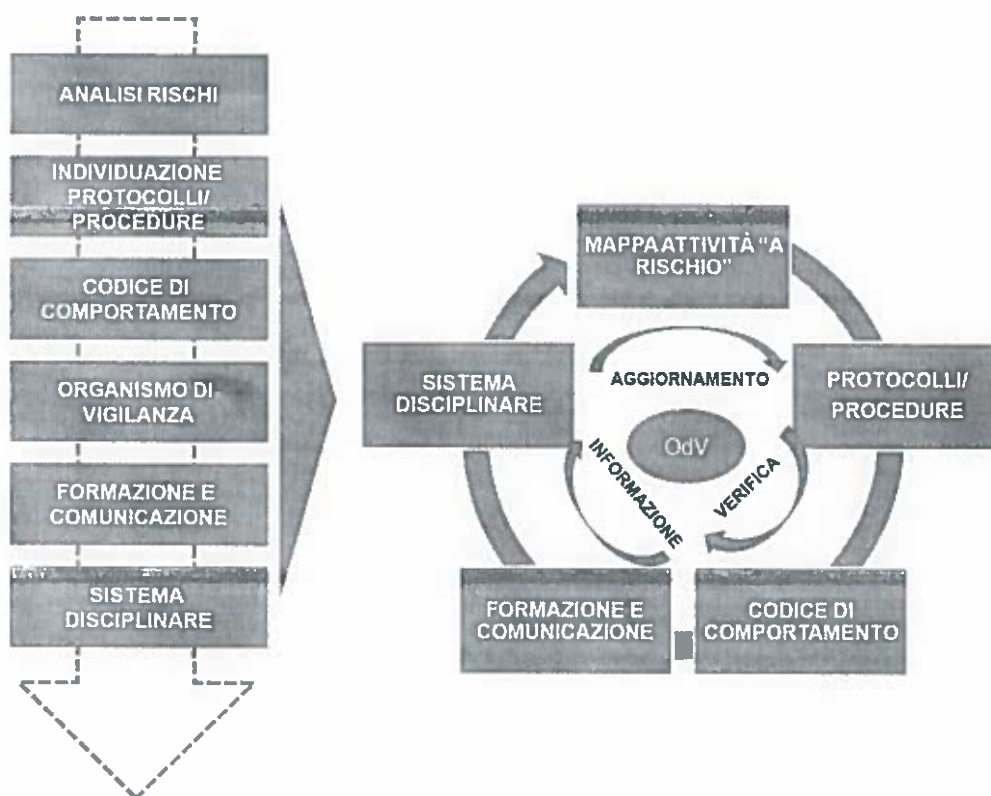 ANALISI RISCHI
INDIVIDUAZIONE
PROTOCOLLI/
PROCEDURE
CODICE DI
COMPORTAMENTO
ORGANISMO DI
VIGILANZA
FORMAZIONE E
COMUNICAZIONE
SISTEMA
DISCIPLINARE
MAPPA ATTIVITÀ “A
RISCHIO”
SISTEMA
DISCIPLINARE
AGGIORNAMENTO
PROTOCOLLI/
PROCEDURE
OdV
INFORMAZIONE
VERIFICA
FORMAZIONE E
COMUNICAZIONE
CODICE DI
COMPORTAMENTO